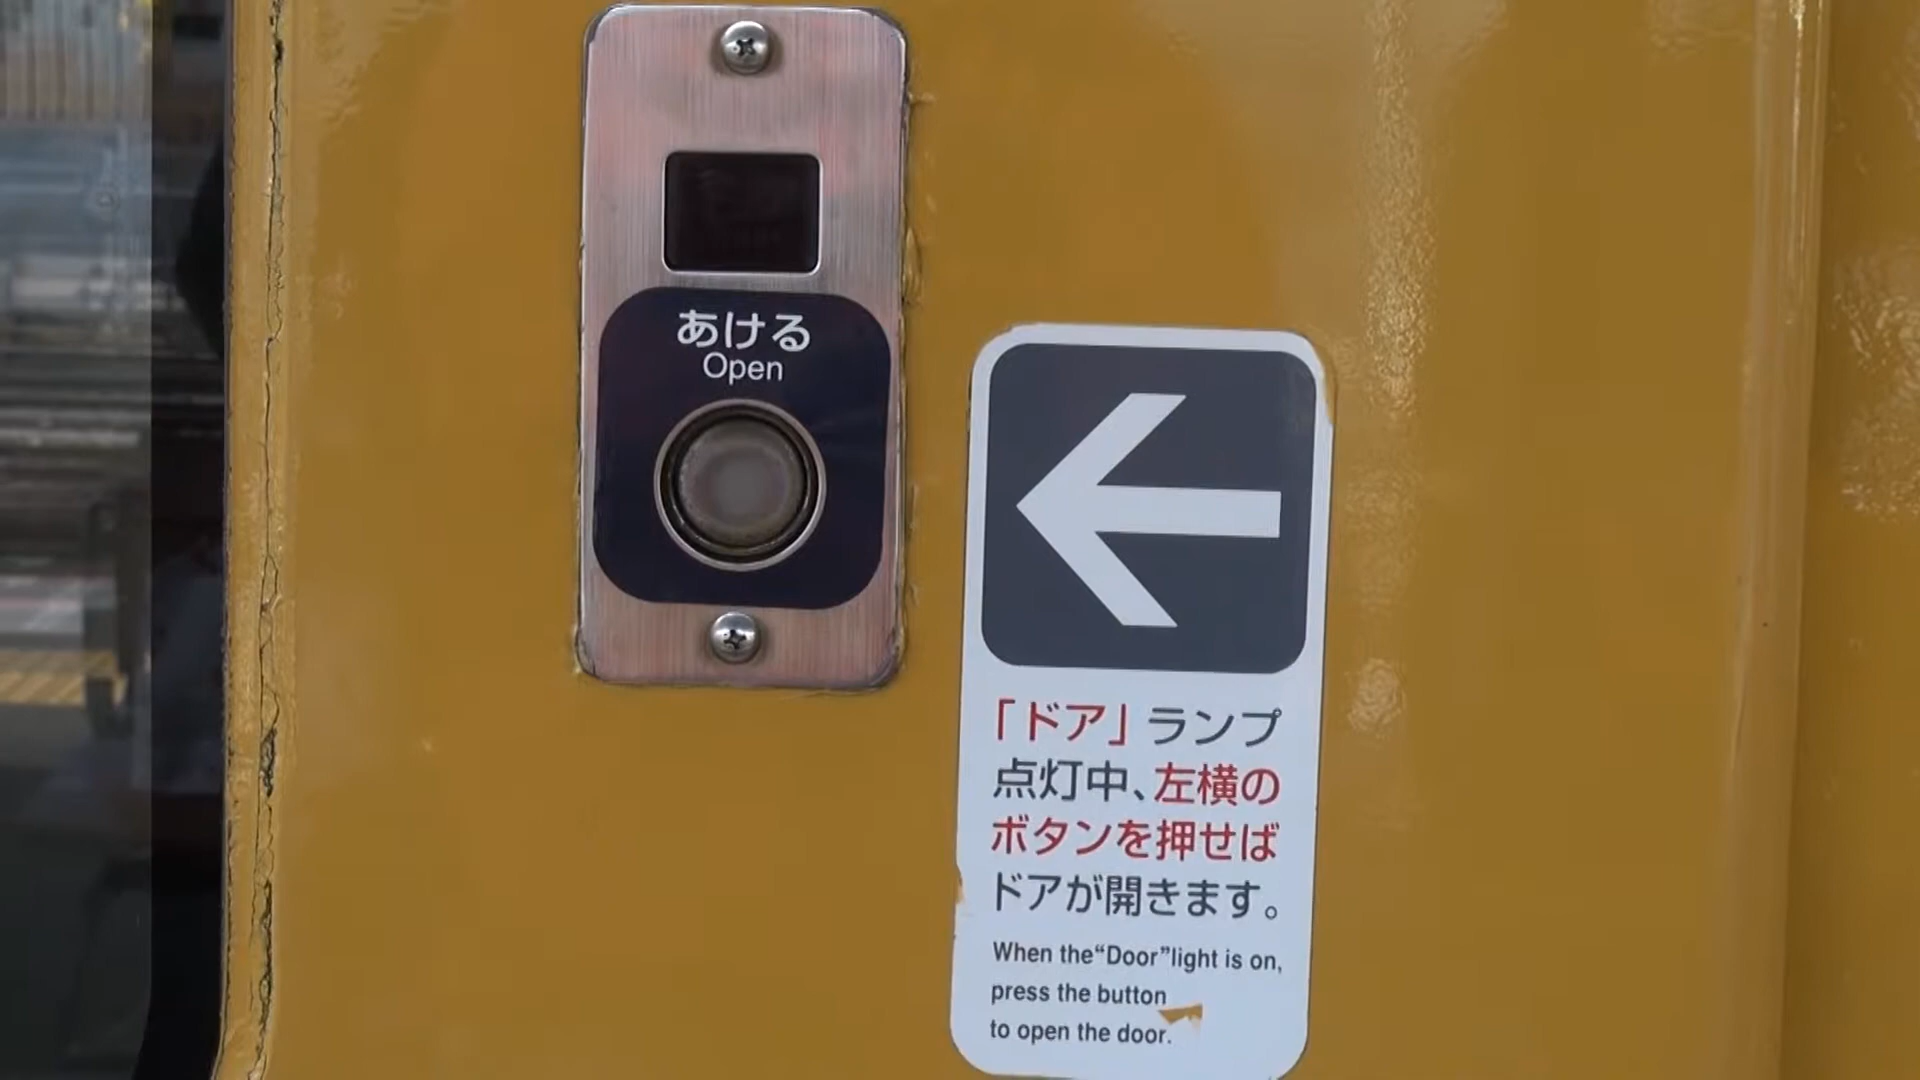 あける
Open
「ドア」ランプ
点灯中、左横の
ボタンを押せば
ドアが開きます。
When the“Door”light is on,
press the button
to open the door.